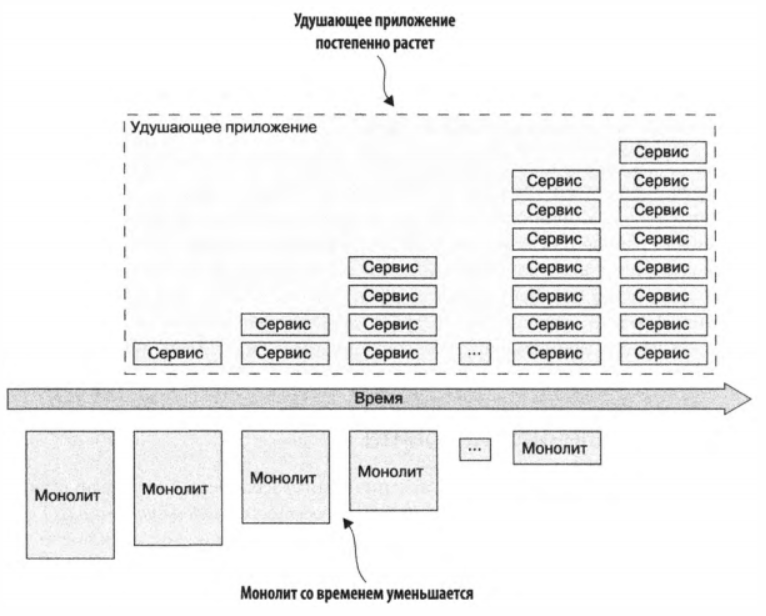 Удушающее приложение
постепенно растет
Удушающее приложение
Сервис
Сервис Сервис
Сервис Сервис
Сервис Сервис
Сервис Сервис Сервис
Сервис Сервис Сервис
Сервис Сервис Сервис Сервис
Сервис Сервис Сервис ... Сервис Сервис
Время
Монолит Монолит Монолит Монолит ... Монолит
Монолит со временем уменьшается